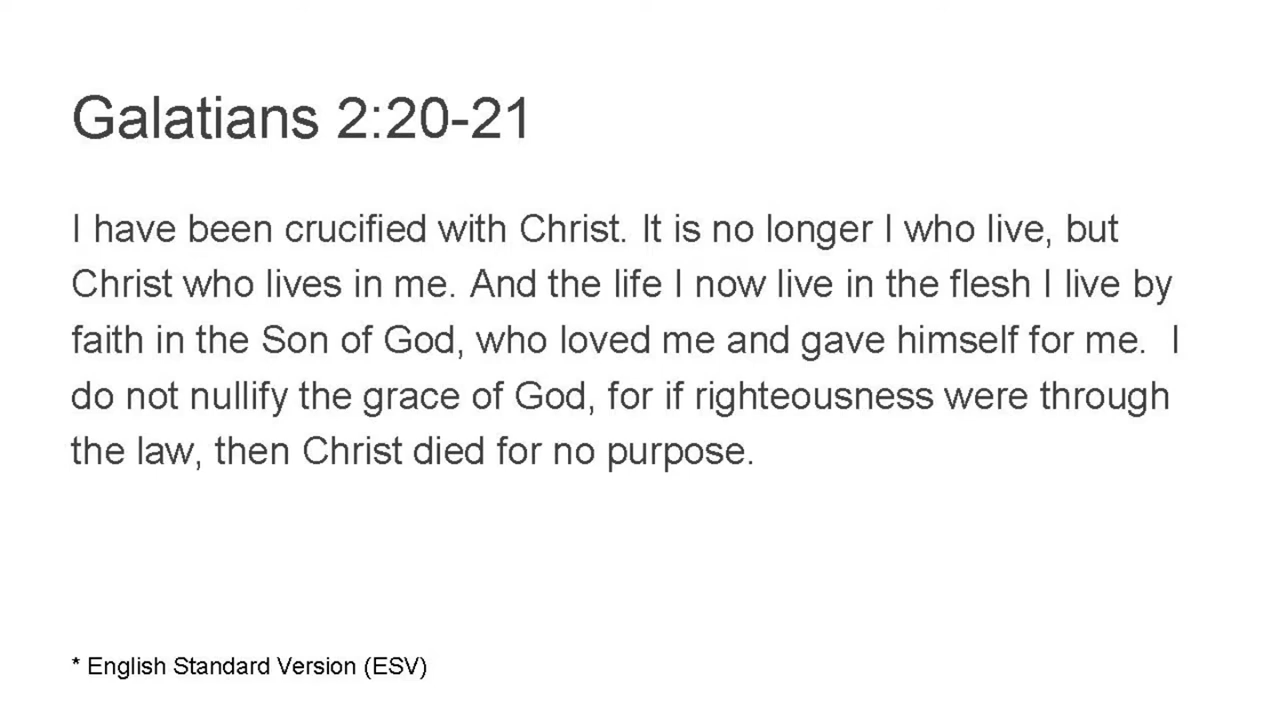 Galatians 2:20-21
I have been crucified with Christ. It is no longer I who live, but
Christ who lives in me. And the life I now live in the flesh I live by
faith in the Son of God, who loved me and gave himself for me.  I
do not nullify the grace of God, for if righteousness were through
the law, then Christ died for no purpose.
* English Standard Version (ESV)